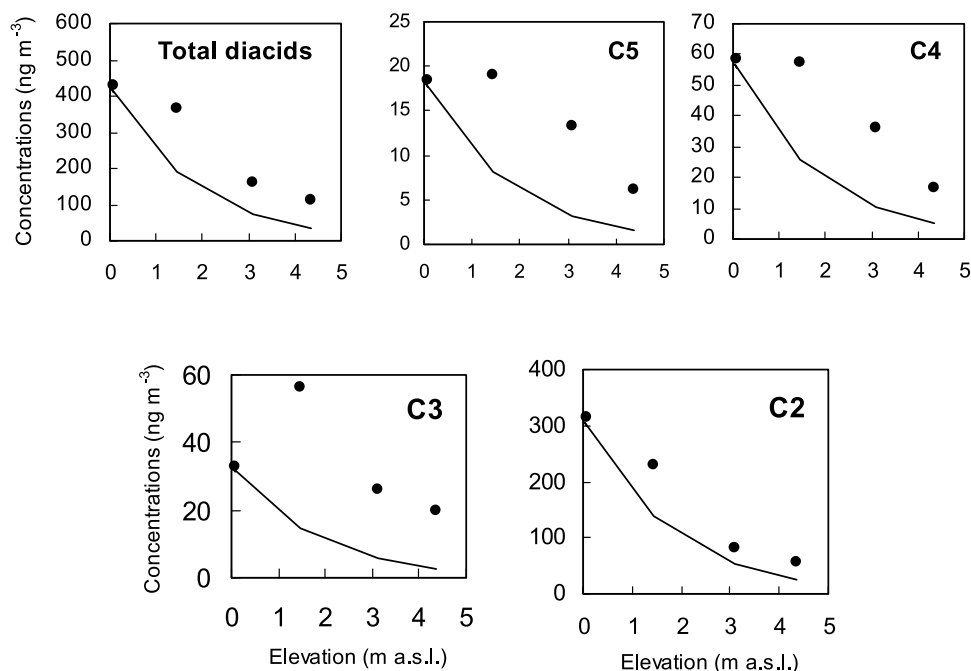 Total diacids
C5
C4
Concentrations (ng m-3)
600
500
400
300
200
100
0
0 1 2 3 4 5
25
20
15
10
5
0
0 1 2 3 4 5
70
60
50
40
30
20
10
0
0 1 2 3 4 5
C3
C2
Concentrations (ng m-3)
60
40
20
0
0 1 2 3 4 5
Elevation (m a.s.l.)
400
300
200
100
0
0 1 2 3 4 5
Elevation (m a.s.l.)